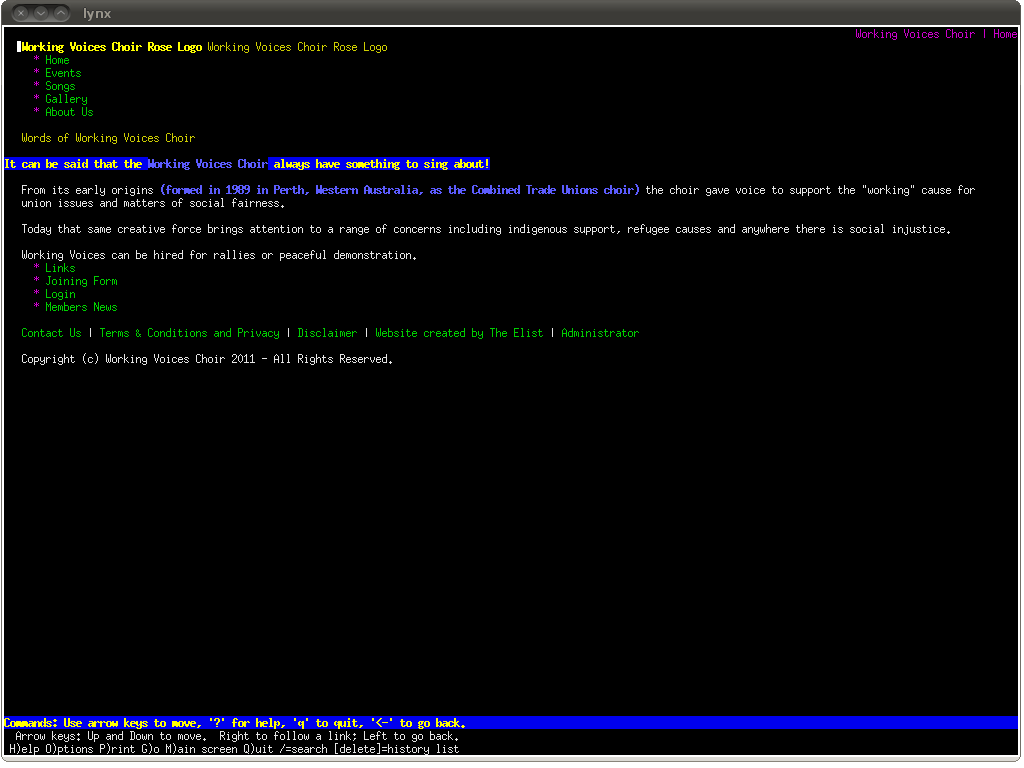 lynx
Working Voices Choir | Home
Working Voices Choir Rose Logo Working Voices Choir Rose Logo
* Home
* Events
* Songs
* Gallery
* About Us
Words of Working Voices Choir
It can be said that the Working Voices Choir always have something to sing about!
From its early origins (formed in 1989 in Perth, Western Australia, as the Combined Trade Unions choir) the choir gave voice to support the "working" cause for
union issues and matters of social fairness.
Today that same creative force brings attention to a range of concerns including indigenous support, refugee causes and anywhere there is social injustice.
Working Voices can be hired for rallies or peaceful demonstration.
* Links
* Joining Form
* Login
* Members News
Contact Us | Terms & Conditions and Privacy | Disclaimer | Website created by The Elist | Administrator
Copyright (c) Working Voices Choir 2011 - All Rights Reserved.
Commands: Use arrow keys to move, '?' for help, 'q' to quit, '<-' to go back.
Arrow keys: Up and Down to move.  Right to follow a link; Left to go back.
H)elp O)ptions P)rint G)o M)ain screen Q)uit /=search [delete]=history list